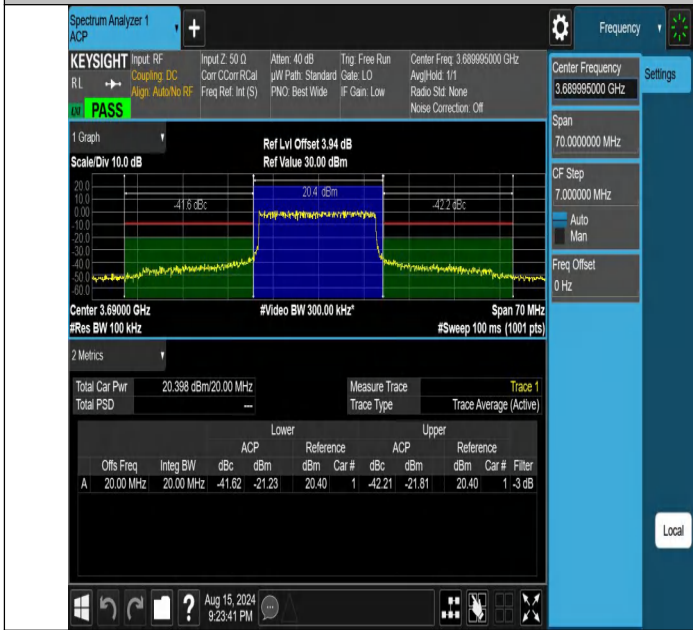 Spectrum Analyzer 1
ACP
Frequency
KEYSIGHT
RL
Input: RF
Coupling: DC
Align: Auto/No RF
Input Z: 50 Ω
Corr CCorr RCal
Freq Ref: Int (S)
Atten: 40 dB
µW Path: Standard
PNO: Best Wide
Trig: Free Run
Gate: LO
IF Gain: Low
Center Freq: 3.689995000 GHz
Avg|Hold: 1/1
Radio Std: None
Noise Correction: Off
PASS
Center Frequency
3.689995000 GHz
Settings
Span
70.0000000 MHz
CF Step
7.000000 MHz
Auto
Man
Freq Offset
0 Hz
1 Graph
Scale/Div 10.0 dB
Ref Lvl Offset 3.94 dB
Ref Value 30.00 dBm
20.0
10.0
0.00
-10.0
-20.0
-30.0
-40.0
-50.0
-60.0
-41.6 dBc
20.4 dBm
-42.2 dBc
Center 3.69000 GHz
#Video BW 300.00 kHz*
Span 70 MHz
#Res BW 100 kHz
#Sweep 100 ms (1001 pts)
2 Metrics
Total Car Pwr 20.398 dBm/20.00 MHz
Total PSD ---
Measure Trace Trace 1
Trace Type Trace Average (Active)
Lower Upper
ACP Reference ACP Reference
Offs Freq Integ BW dBc dBm dBm Car # dBc dBm dBm Car # Filter
A 20.00 MHz 20.00 MHz -41.62 -21.23 20.40 1 -42.21 -21.81 20.40 1 -3 dB
Local
Aug 15, 2024
9:23:41 PM